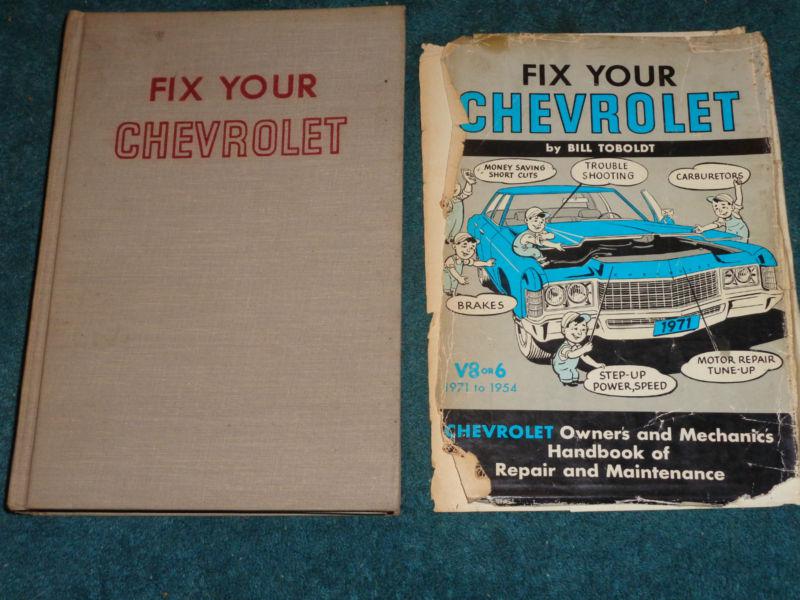 FIX YOUR
CHEVROLET
FIX YOUR
CHEVROLET
by BILL TOBOLDT
MONEY SAVING
SHORT CUTS
TROUBLE
SHOOTING
CARBURETORS
BRAKES
1971
V8 OR 6
1971 to 1954
STEP-UP
POWER, SPEED
MOTOR REPAIR
TUNE-UP
CHEVROLET Owner's and Mechanics
Handbook of
Repair and Maintenance